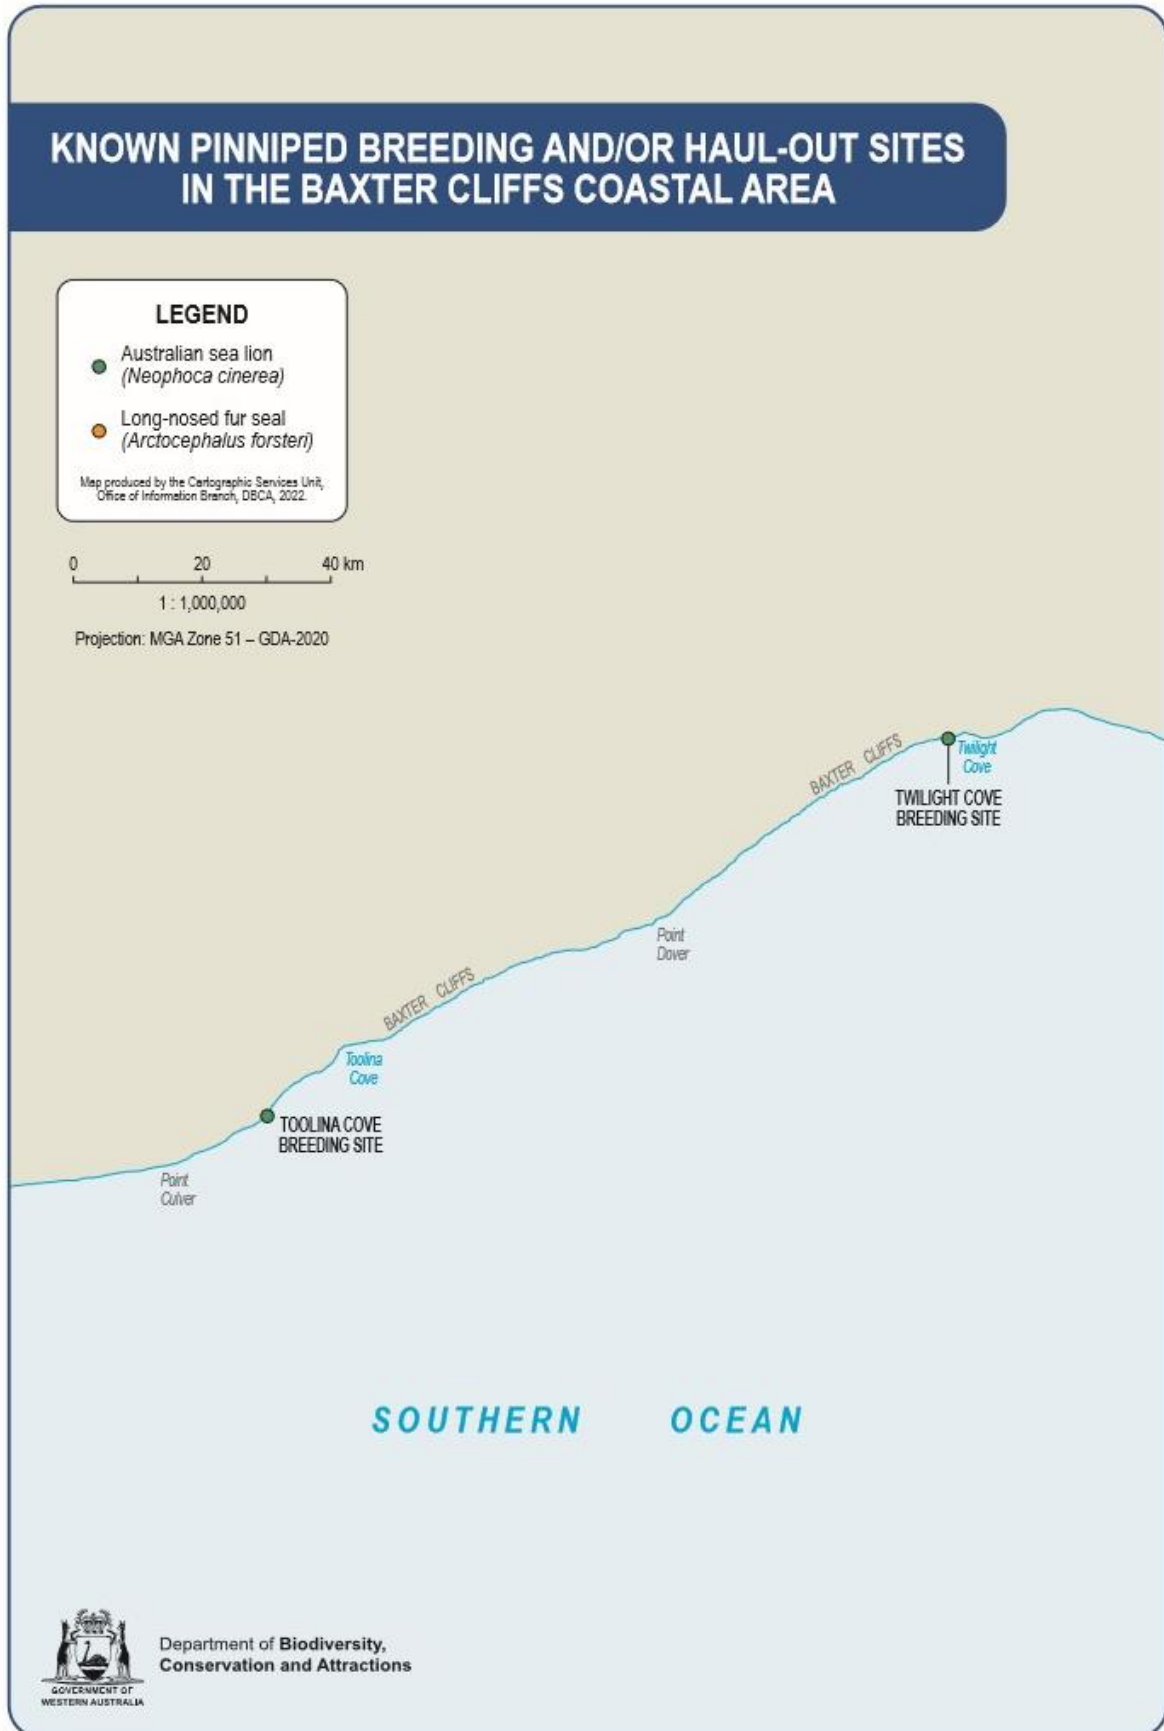 KNOWN PINNIPED BREEDING AND/OR HAUL-OUT SITES
IN THE BAXTER CLIFFS COASTAL AREA
LEGEND
Australian sea lion
(Neophoca cinerea)
Long-nosed fur seal
(Arctocephalus forsteri)
Map produced by the Cartographic Services Unit,
Office of Information Branch, DBCA, 2022.
0 20 40 km
1 : 1,000,000
Projection: MGA Zone 51 – GDA-2020
BAXTER CLIFFS
Twilight
Cove
TWILIGHT COVE
BREEDING SITE
Point
Dover
BAXTER CLIFFS
Toolina
Cove
TOOLINA COVE
BREEDING SITE
Point
Culver
SOUTHERN OCEAN
Department of Biodiversity,
Conservation and Attractions
GOVERNMENT OF
WESTERN AUSTRALIA